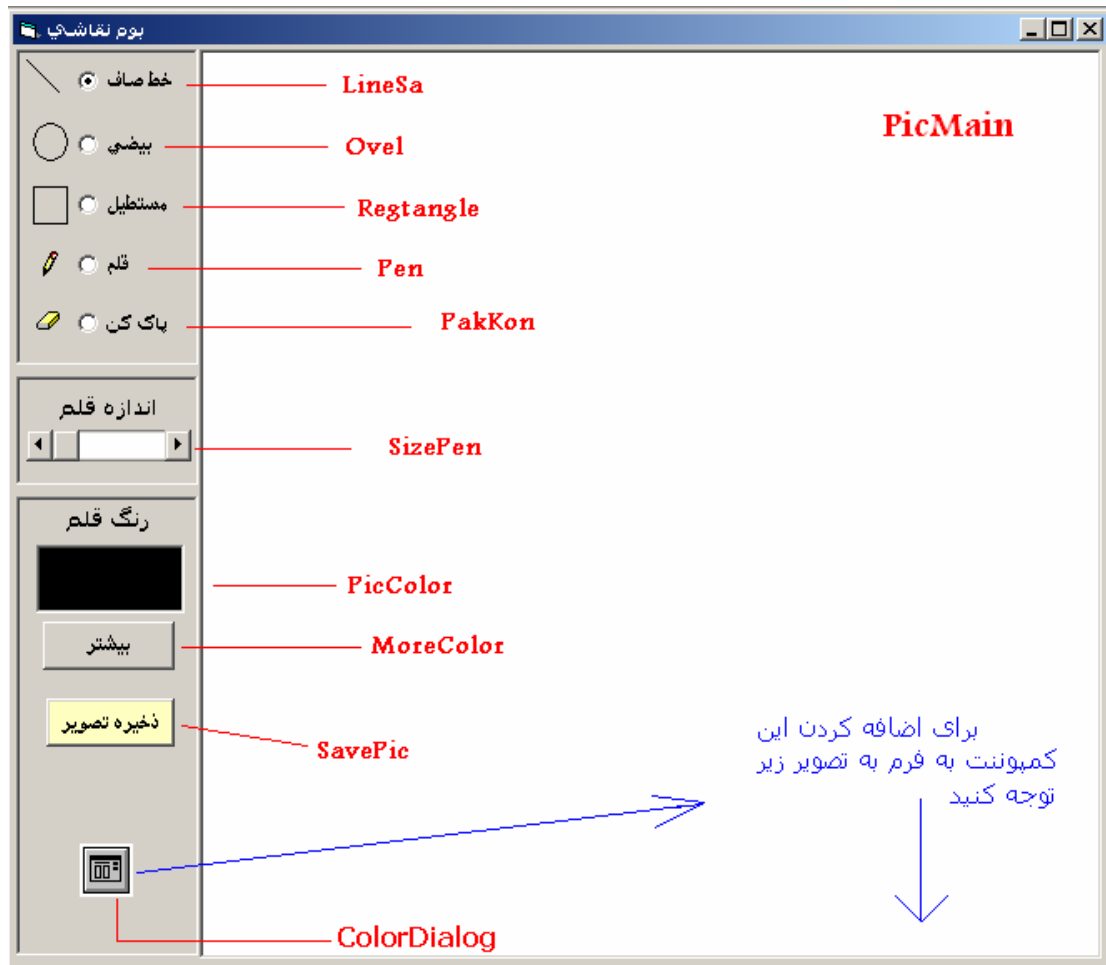 بوم نقاشي
خط صاف
LineSa
PicMain
بيضي
Ovel
مستطيل
Regtangle
قلم
Pen
پاک کن
PakKon
اندازه قلم
SizePen
رنگ قلم
PicColor
بيشتر
MoreColor
ذخيره تصوير
SavePic
برای اضافه کردن این
کمپوننت به فرم به تصویر زیر
توجه کنید
ColorDialog